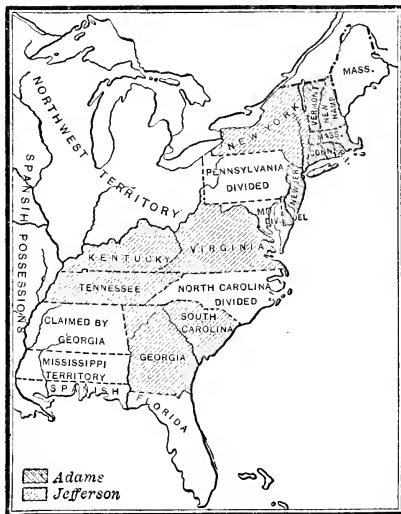 MASS.
VERMONT
NEW
HAMP.
MASS.
CONN.
NEW YORK
NORTHWEST TERRITORY
PENNSYLVANIA
DIVIDED
NEW JER.
MD.
DEL
SPANISH POSSESSIONS
VIRGINIA
KENTUCKY
TENNESSEE
NORTH CAROLINA
DIVIDED
SOUTH
CAROLINA
CLAIMED BY
GEORGIA
GEORGIA
MISSISSIPPI
TERRITORY
SPANISH
FLORIDA
Adams
Jefferson